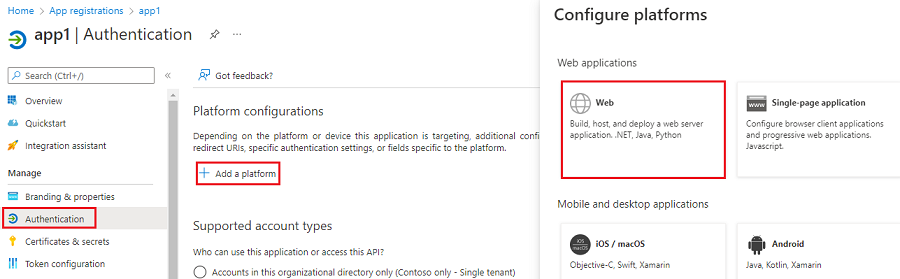 Home > App registrations > app1
app1 | Authentication
Search (Ctrl+/)
Overview
Quickstart
Integration assistant
Manage
Branding & properties
Authentication
Certificates & secrets
Token configuration
Got feedback?
Platform configurations
Depending on the platform or device this application is targeting, additional confi
redirect URIs, specific authentication settings, or fields specific to the platform.
+ Add a platform
Supported account types
Who can use this application or access this API?
Accounts in this organizational directory only (Contoso only - Single tenant)
Configure platforms
Web applications
Web
Build, host, and deploy a web server
application. .NET, Java, Python
WWW
Single-page application
Configure browser client applications
and progressive web applications.
Javascript.
Mobile and desktop applications
iOS
macOS
iOS / macOS
Objective-C, Swift, Xamarin
Android
Java, Kotlin, Xamarin